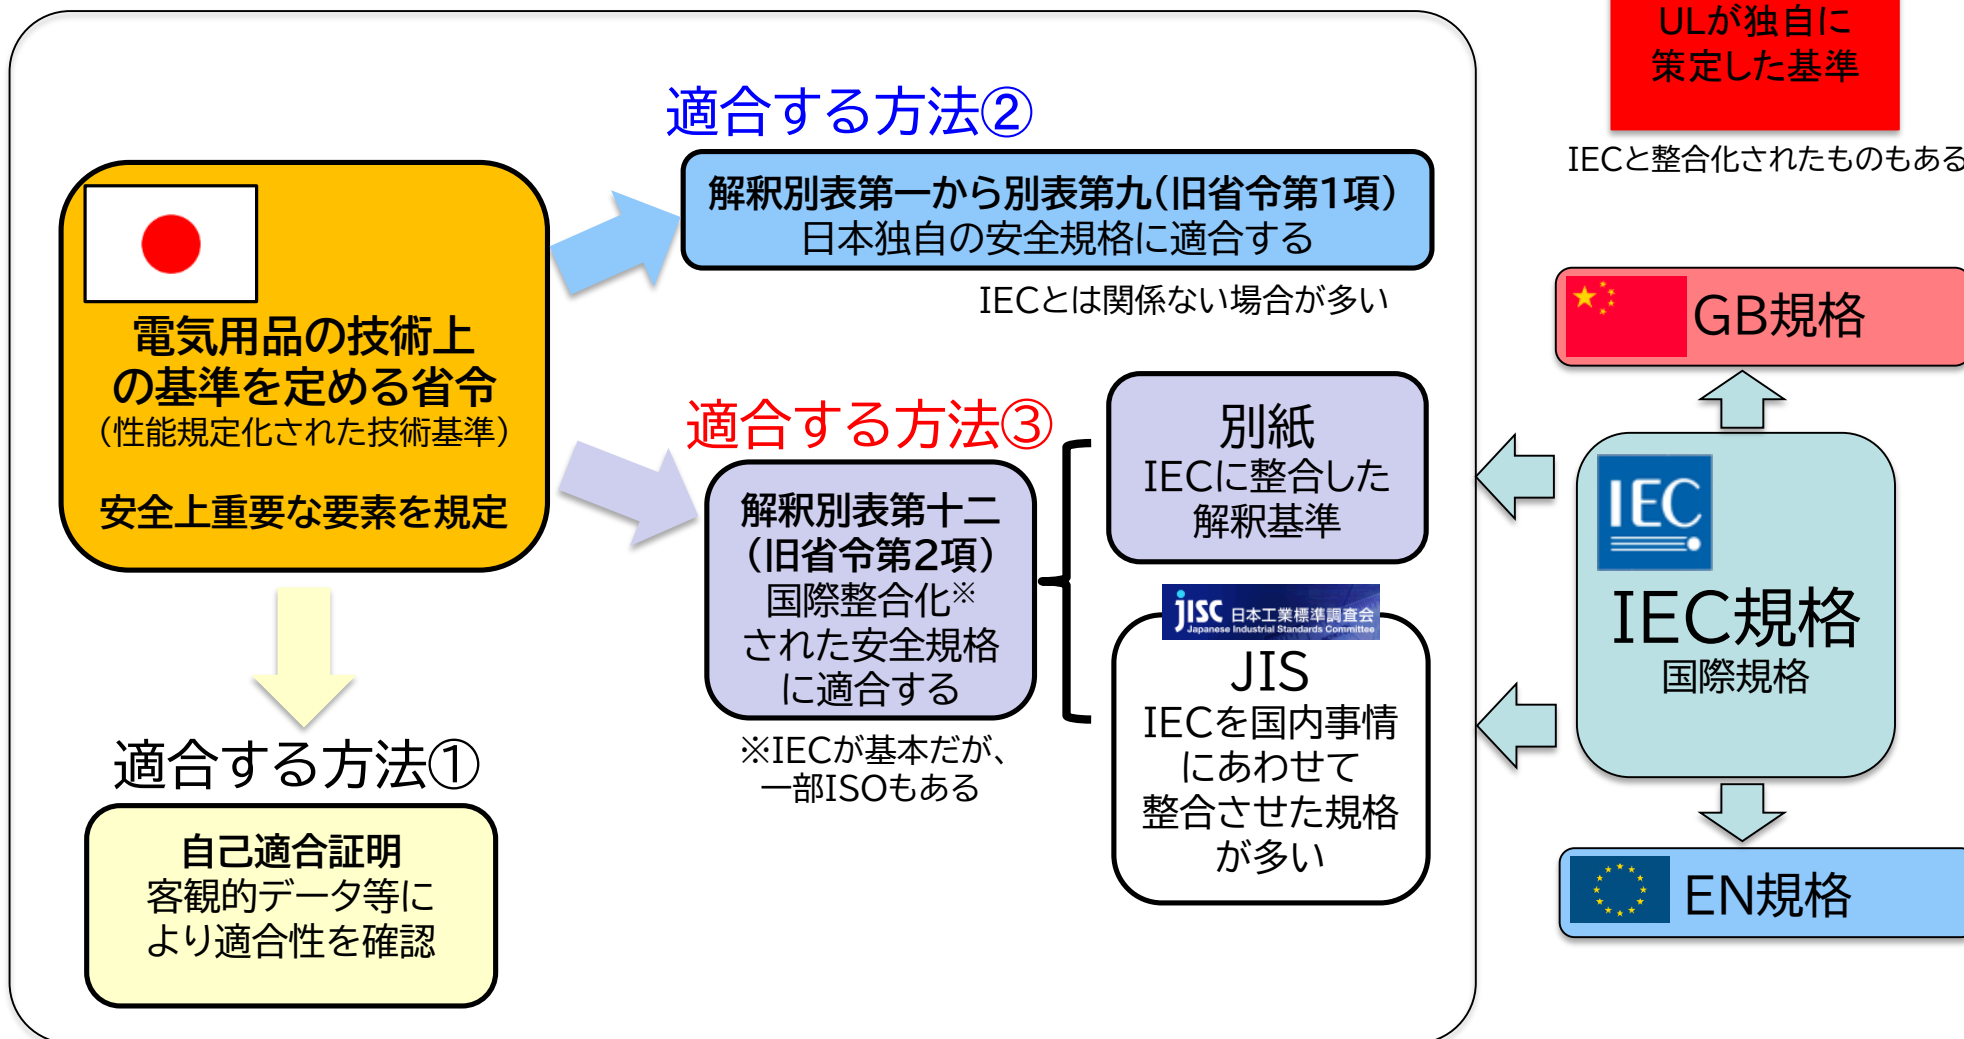 ULが独自に
策定した基準
IECと整合化されたものもある
適合する方法②
解釈別表第一から別表第九(旧省令第1項)
日本独自の安全規格に適合する
IECとは関係ない場合が多い
電気用品の技術上
の基準を定める省令
(性能規定化された技術基準)
安全上重要な要素を規定
適合する方法①
自己適合証明
客観的データ等に
より適合性を確認
適合する方法③
解釈別表第十二
(旧省令第2項)
国際整合化※
された安全規格
に適合する
※IECが基本だが、
一部ISOもある
別紙
IECに整合した
解釈基準
JISC 日本工業標準調査会
Japanese Industrial Standards Committee
JIS
IECを国内事情
にあわせて
整合させた規格
が多い
GB規格
IEC
IEC規格
国際規格
EN規格